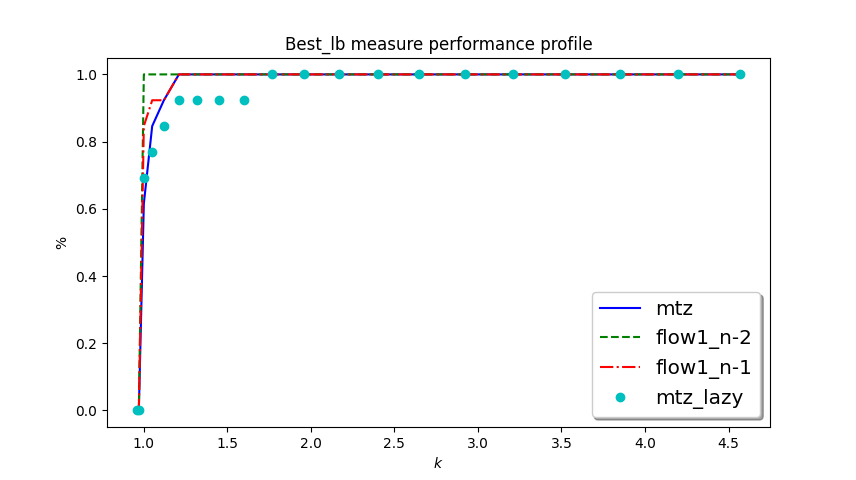 Best_lb measure performance profile
1.0
0.8
0.6
0.4
0.2
0.0
%
1.0 1.5 2.0 2.5 3.0 3.5 4.0 4.5
k
mtz
flow1_n-2
flow1_n-1
mtz_lazy